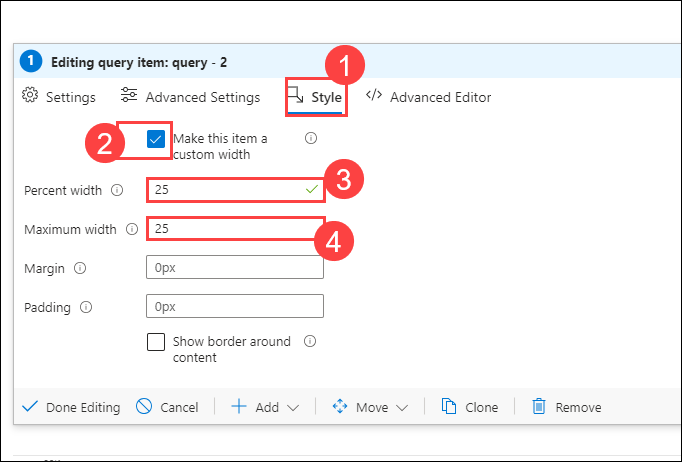 1 Editing query item: query - 2
1
Settings Advanced Settings Style </> Advanced Editor
2 Make this item a
custom width
Percent width 25 3
Maximum width 25 4
Margin 0px
Padding 0px
Show border around
content
Done Editing Cancel Add Move Clone Remove